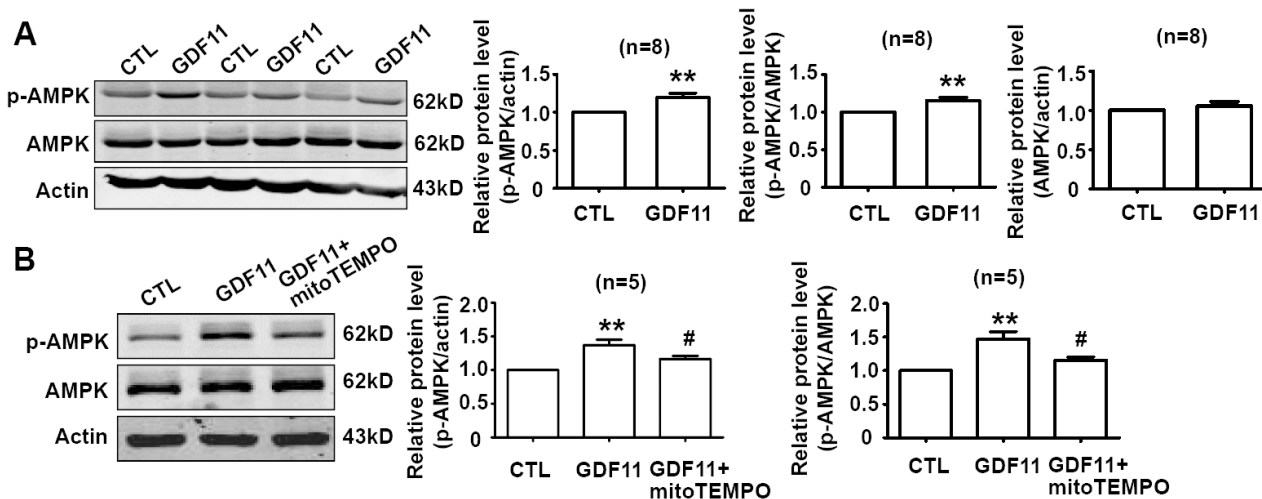 A
CTL GDF11 CTL GDF11 CTL GDF11
p-AMPK 62kD
AMPK 62kD
Actin 43kD
Relative protein level
(p-AMPK/actin)
(n=8)
**
1.5
1.0
0.5
0
CTL GDF11
Relative protein level
(p-AMPK/AMPK)
(n=8)
**
1.5
1.0
0.5
0
CTL GDF11
Relative protein level
(AMPK/actin)
(n=8)
1.5
1.0
0.5
0
CTL GDF11
B
CTL GDF11 GDF11+
mitoTEMPO
p-AMPK 62kD
AMPK 62kD
Actin 43kD
Relative protein level
(p-AMPK/actin)
(n=5)
** #
2.0
1.5
1.0
0.5
0
CTL GDF11 GDF11+
mitoTEMPO
Relative protein level
(p-AMPK/AMPK)
(n=5)
** #
2.0
1.5
1.0
0.5
0
CTL GDF11 GDF11+
mitoTEMPO